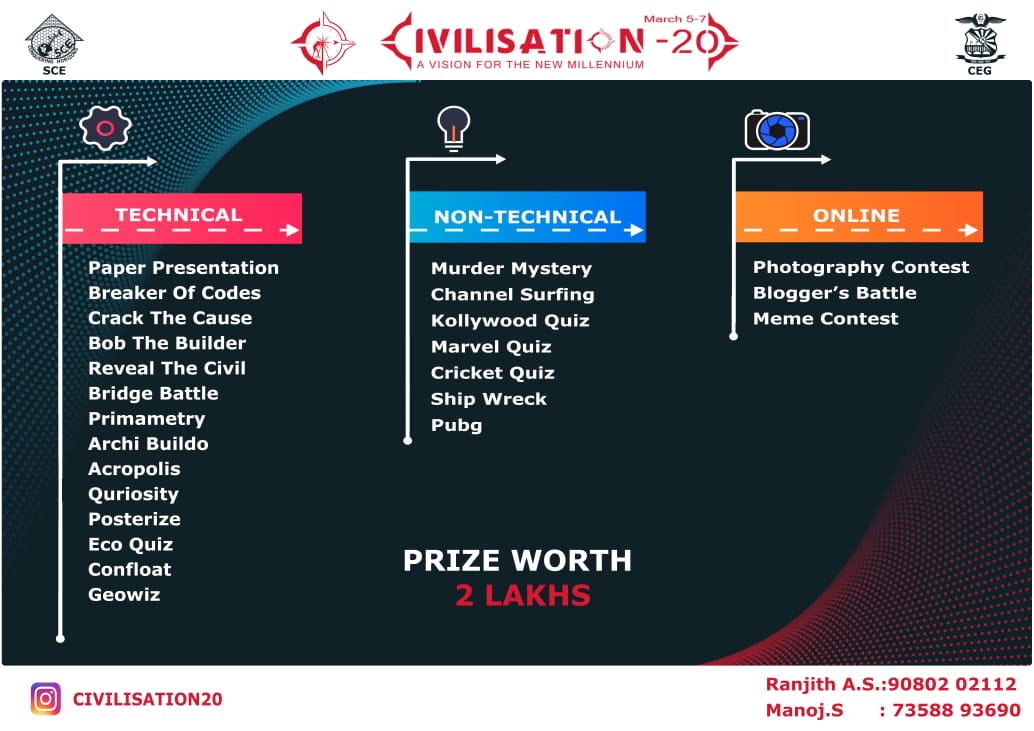 SCE
March 5-7
CIVILISATION -20
A VISION FOR THE NEW MILLENNIUM
CEG
TECHNICAL
Paper Presentation
Breaker Of Codes
Crack The Cause
Bob The Builder
Reveal The Civil
Bridge Battle
Primametry
Archi Buildo
Acropolis
Quriosity
Posterize
Eco Quiz
Confloat
Geowiz
NON-TECHNICAL
Murder Mystery
Channel Surfing
Kollywood Quiz
Marvel Quiz
Cricket Quiz
Ship Wreck
Pubg
ONLINE
Photography Contest
Blogger’s Battle
Meme Contest
PRIZE WORTH
2 LAKHS
CIVILISATION20
Ranjith A.S.:90802 02112
Manoj.S : 73588 93690